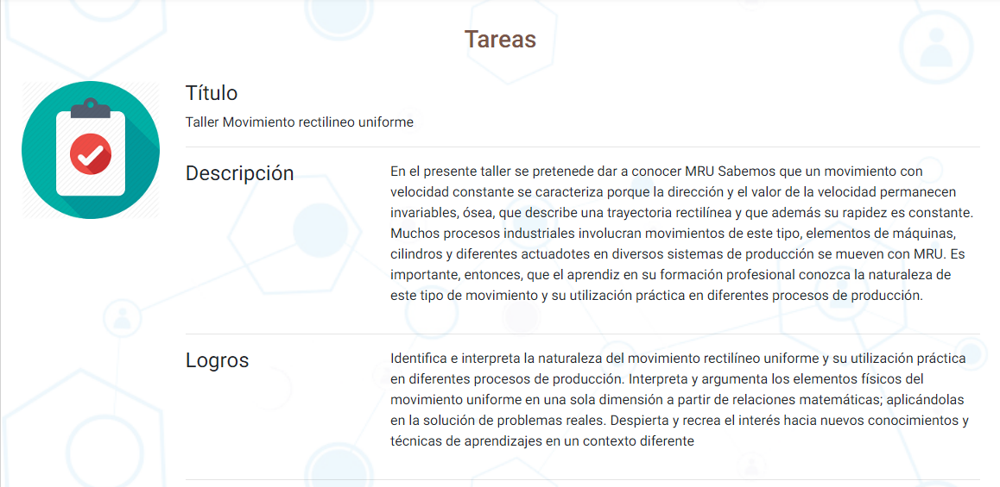 Tareas
Título
Taller Movimiento rectilineo uniforme
Descripción
En el presente taller se pretenede dar a conocer MRU Sabemos que un movimiento con
velocidad constante se caracteriza porque la dirección y el valor de la velocidad permanecen
invariables, ósea, que describe una trayectoria rectilínea y que además su rapidez es constante.
Muchos procesos industriales involucran movimientos de este tipo, elementos de máquinas,
cilindros y diferentes actuadotes en diversos sistemas de producción se mueven con MRU. Es
importante, entonces, que el aprendiz en su formación profesional conozca la naturaleza de
este tipo de movimiento y su utilización práctica en diferentes procesos de producción.
Logros
Identifica e interpreta la naturaleza del movimiento rectilíneo uniforme y su utilización práctica
en diferentes procesos de producción. Interpreta y argumenta los elementos físicos del
movimiento uniforme en una sola dimensión a partir de relaciones matemáticas; aplicándolas
en la solución de problemas reales. Despierta y recrea el interés hacia nuevos conocimientos y
técnicas de aprendizajes en un contexto diferente